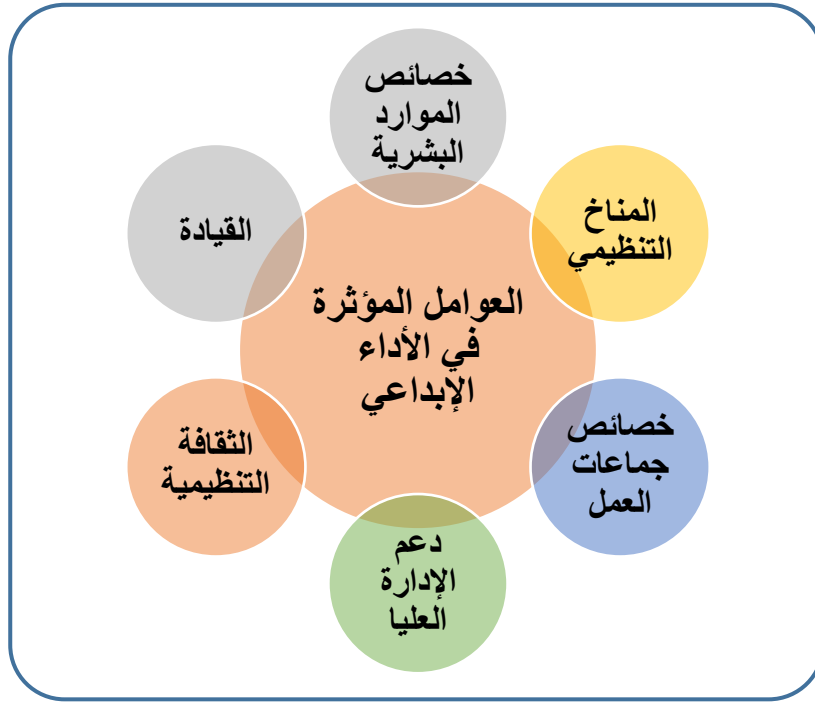 خصائص
الموارد
البشرية
المناخ
التنظيمي
القيادة
العوامل المؤثرة
في الأداء
الإبداعي
خصائص
جماعات
العمل
الثقافة
التنظيمية
دعم
الإدارة
العليا